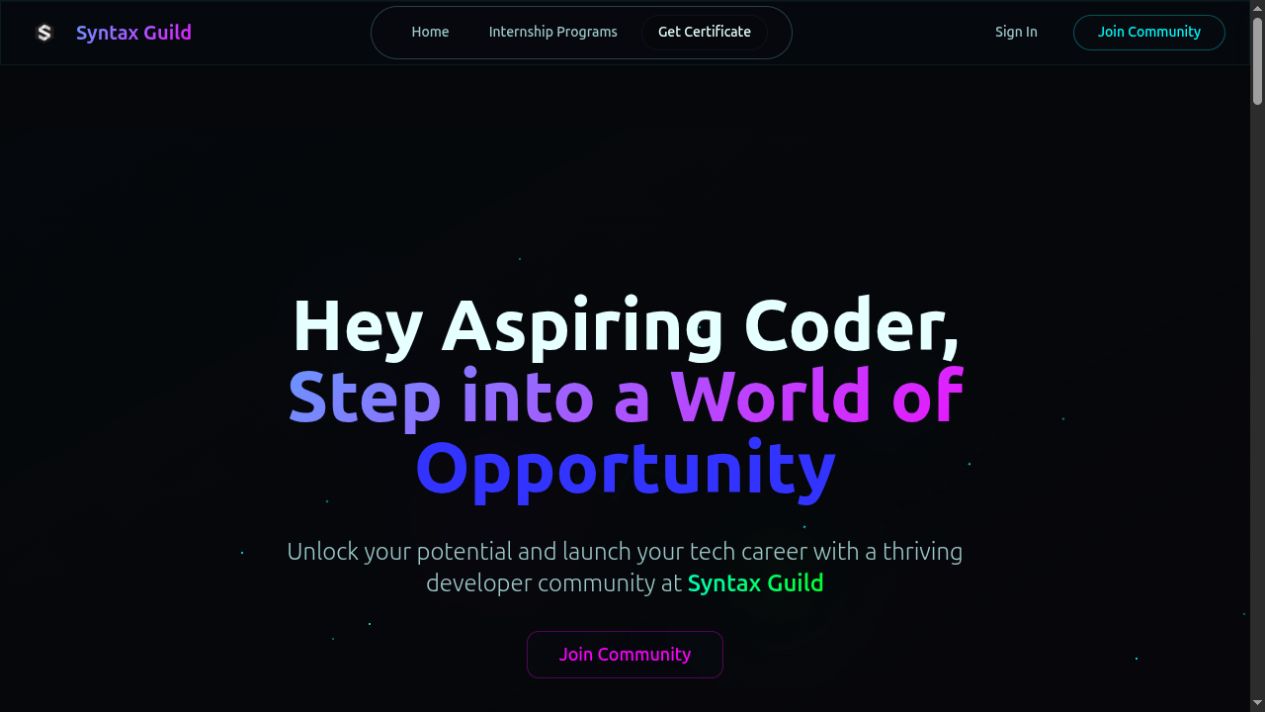 Syntax Guild
Home
Internship Programs
Get Certificate
Sign In
Join Community
Hey Aspiring Coder,
Step into a World of
Opportunity
Unlock your potential and launch your tech career with a thriving
developer community at Syntax Guild
Join Community